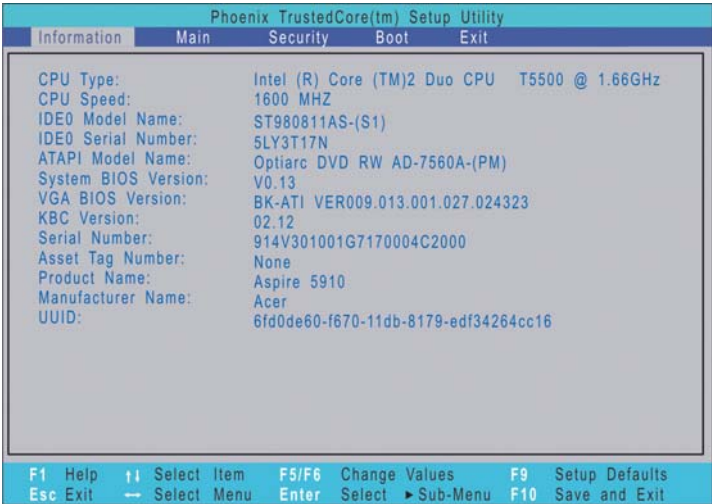 Phoenix TrustedCore(tm) Setup Utility
Information Main Security Boot Exit
CPU Type: Intel (R) Core (TM)2 Duo CPU T5500 @ 1.66GHz
CPU Speed: 1600 MHZ
IDE0 Model Name: ST980811AS-(S1)
IDE0 Serial Number: 5LY3T17N
ATAPI Model Name: Optiarc DVD RW AD-7560A-(PM)
System BIOS Version: V0.13
VGA BIOS Version: BK-ATI VER009.013.001.027.024323
KBC Version: 02.12
Serial Number: 914V301001G7170004C2000
Asset Tag Number: None
Product Name: Aspire 5910
Manufacturer Name: Acer
UUID: 6fd0de60-f670-11db-8179-edf34264cc16
F1 Help ↑↓ Select Item F5/F6 Change Values F9 Setup Defaults
Esc Exit ↔ Select Menu Enter Select ►Sub-Menu F10 Save and Exit